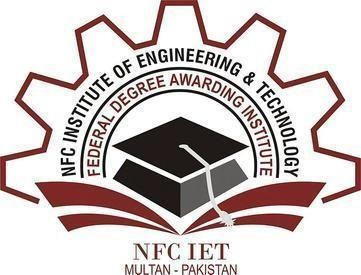 NFC INSTITUTE OF ENGINEERING & TECHNOLOGY
FEDERAL DEGREE AWARDING INSTITUTE
NFC IET
MULTAN - PAKISTAN